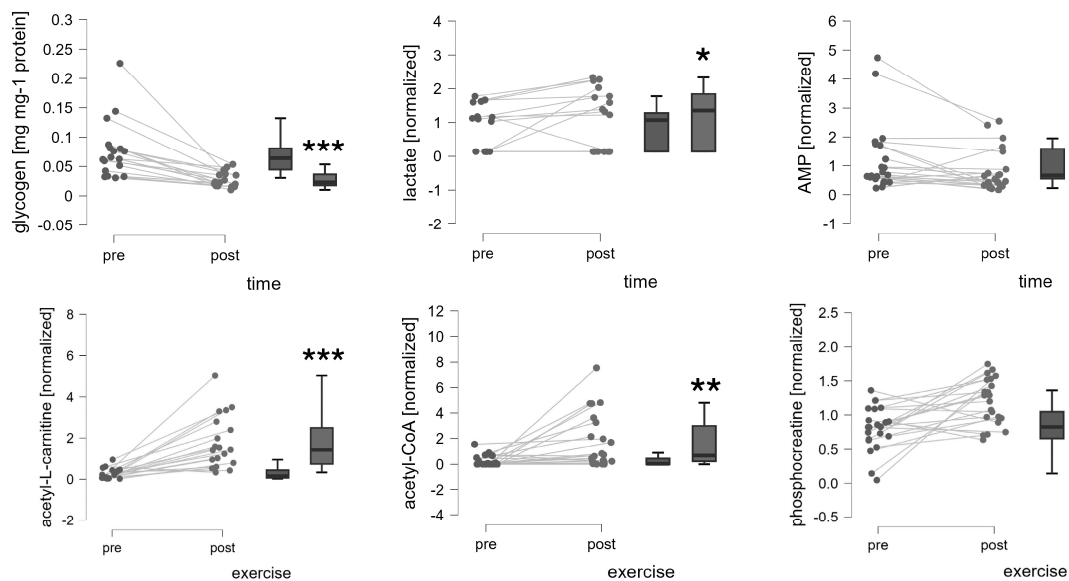 glycogen [mg mg-1 protein]
0.3
0.25
0.2
0.15
0.1
0.05
0
-0.05
***
pre post
time
lactate [normalized]
4
3
2
1
0
-1
-2
*
pre post
time
AMP [normalized]
6
5
4
3
2
1
0
-1
pre post
time
acetyl-L-carnitine [normalized]
8
6
4
2
0
-2
***
pre post
exercise
acetyl-CoA [normalized]
12
10
8
6
4
2
0
-2
-4
**
pre post
exercise
phosphocreatine [normalized]
2.5
2.0
1.5
1.0
0.5
0.0
-0.5
pre post
exercise